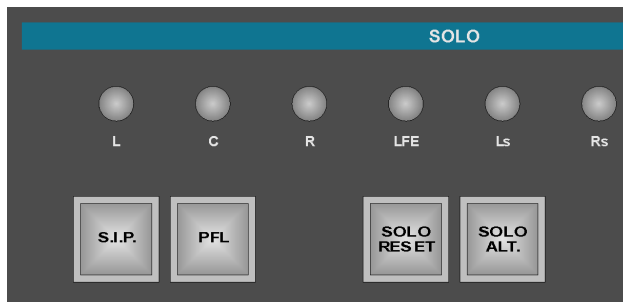 SOLO
L C R LFE Ls Rs
S.I.P. PFL SOLO RESET SOLO ALT.